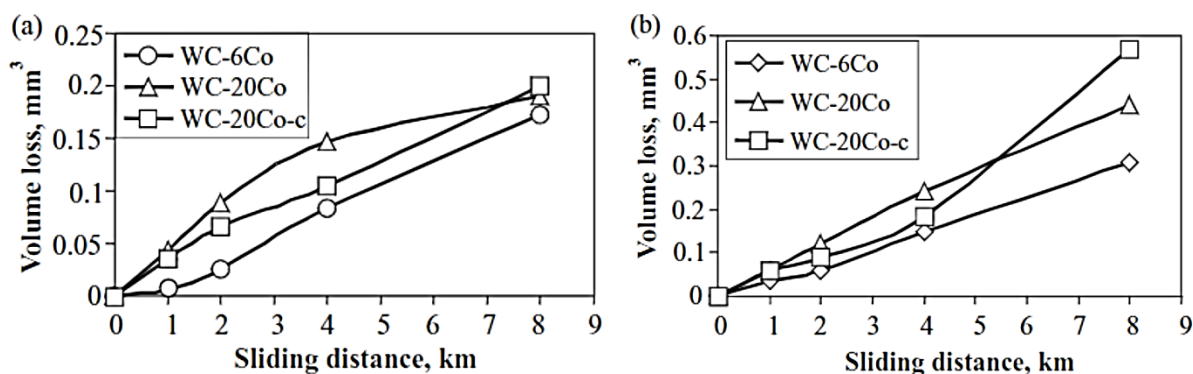 (a)
Volume loss, mm³
0.25
0.2
0.15
0.1
0.05
0
WC-6Co
WC-20Co
WC-20Co-c
0 1 2 3 4 5 6 7 8 9
Sliding distance, km
(b)
Volume loss, mm³
0.6
0.5
0.4
0.3
0.2
0.1
0
WC-6Co
WC-20Co
WC-20Co-c
0 1 2 3 4 5 6 7 8 9
Sliding distance, km